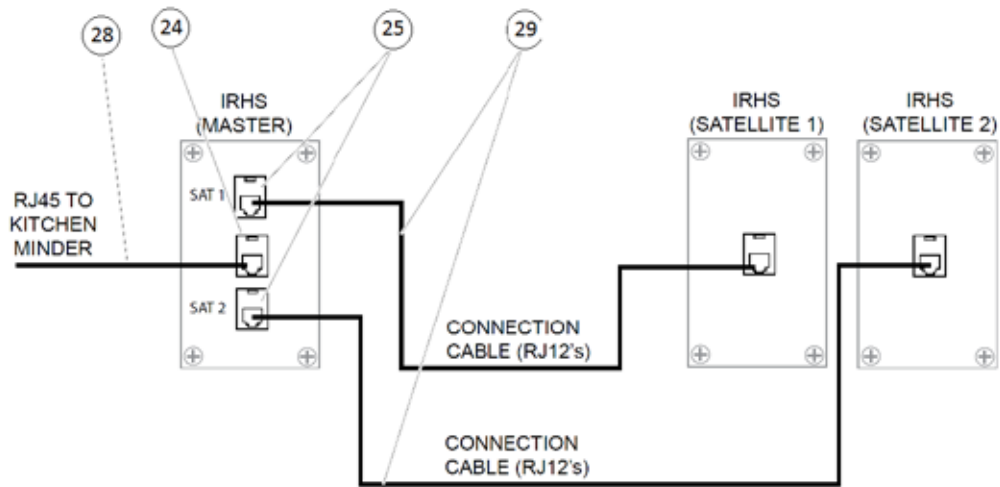 28
24
25
29
IRHS
(MASTER)
IRHS
(SATELLITE 1)
IRHS
(SATELLITE 2)
SAT 1
RJ45 TO
KITCHEN
MINDER
SAT 2
CONNECTION
CABLE (RJ12's)
CONNECTION
CABLE (RJ12's)